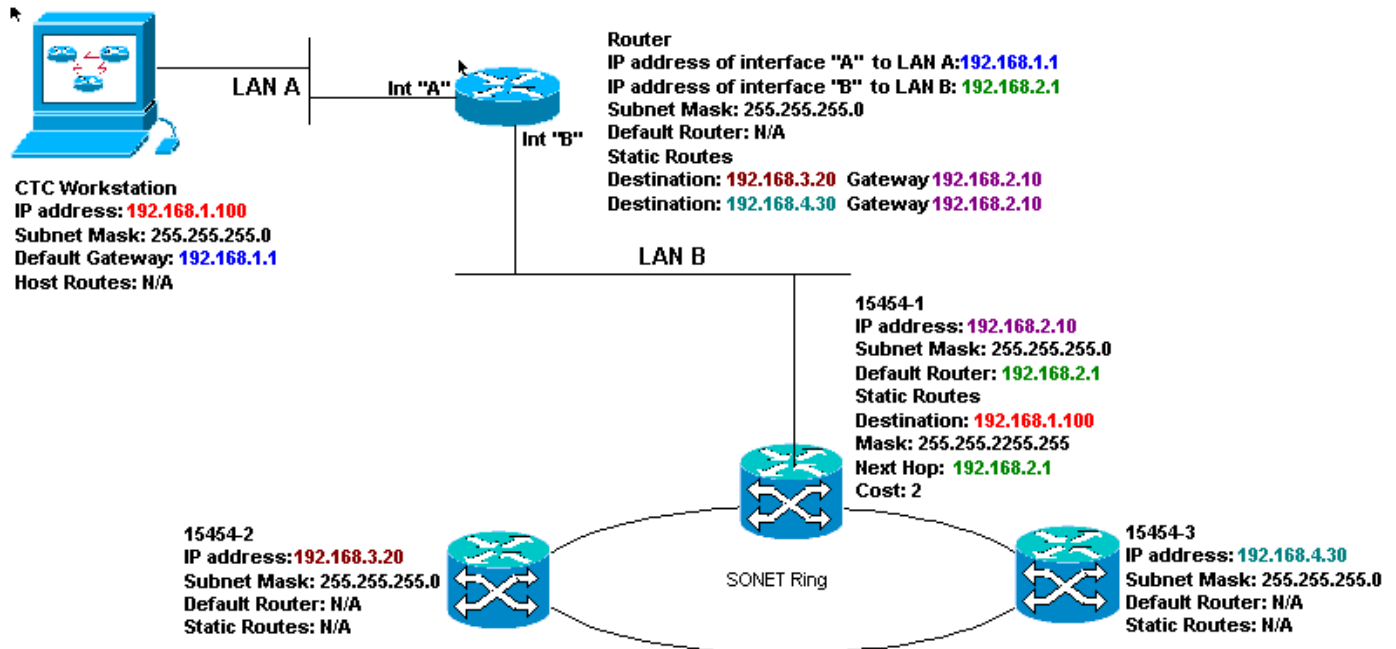 Router
IP address of interface "A" to LAN A:192.168.1.1
IP address of interface "B" to LAN B: 192.168.2.1
Subnet Mask: 255.255.255.0
Default Router: N/A
Static Routes
Destination: 192.168.3.20 Gateway 192.168.2.10
Destination: 192.168.4.30 Gateway 192.168.2.10
LAN A
Int "A"
Int "B"
CTC Workstation
IP address: 192.168.1.100
Subnet Mask: 255.255.255.0
Default Gateway: 192.168.1.1
Host Routes: N/A
LAN B
15454-1
IP address: 192.168.2.10
Subnet Mask: 255.255.255.0
Default Router: 192.168.2.1
Static Routes
Destination: 192.168.1.100
Mask: 255.255.2255.255
Next Hop: 192.168.2.1
Cost: 2
15454-2
IP address:192.168.3.20
Subnet Mask: 255.255.255.0
Default Router: N/A
Static Routes: N/A
SONET Ring
15454-3
IP address: 192.168.4.30
Subnet Mask: 255.255.255.0
Default Router: N/A
Static Routes: N/A